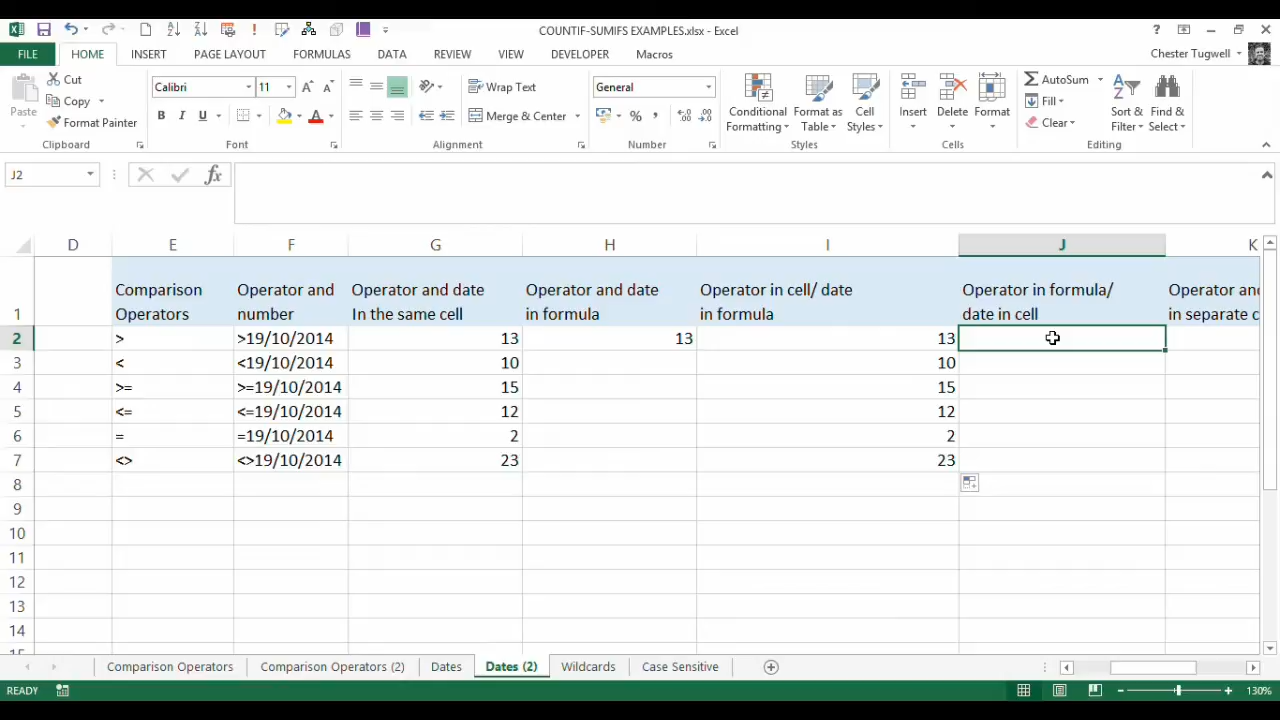 COUNTIF-SUMIFS EXAMPLES.xlsx - Excel
?
FILE HOME INSERT PAGE LAYOUT FORMULAS DATA REVIEW VIEW DEVELOPER Macros Chester Tugwell
Paste
Cut
Copy
Format Painter
Calibri 11
B I U
Wrap Text
Merge & Center
General
%
Conditional Formatting
Format as Table
Cell Styles
Insert
Delete
Format
AutoSum
Fill
Clear
Sort & Filter
Find & Select
Clipboard Font Alignment Number Styles Cells Editing
J2 fx
D E F G H I J K
1 Comparison Operators Operator and number Operator and date In the same cell Operator and date in formula Operator in cell/ date in formula Operator in formula/ date in cell Operator an in separate c
2 > >19/10/2014 13 13 13
3 < <19/10/2014 10 10
4 >= >=19/10/2014 15 15
5 <= <=19/10/2014 12 12
6 = =19/10/2014 2 2
7 <> <>19/10/2014 23 23
8
9
10
11
12
13
14
Comparison Operators Comparison Operators (2) Dates Dates (2) Wildcards Case Sensitive
READY 130%